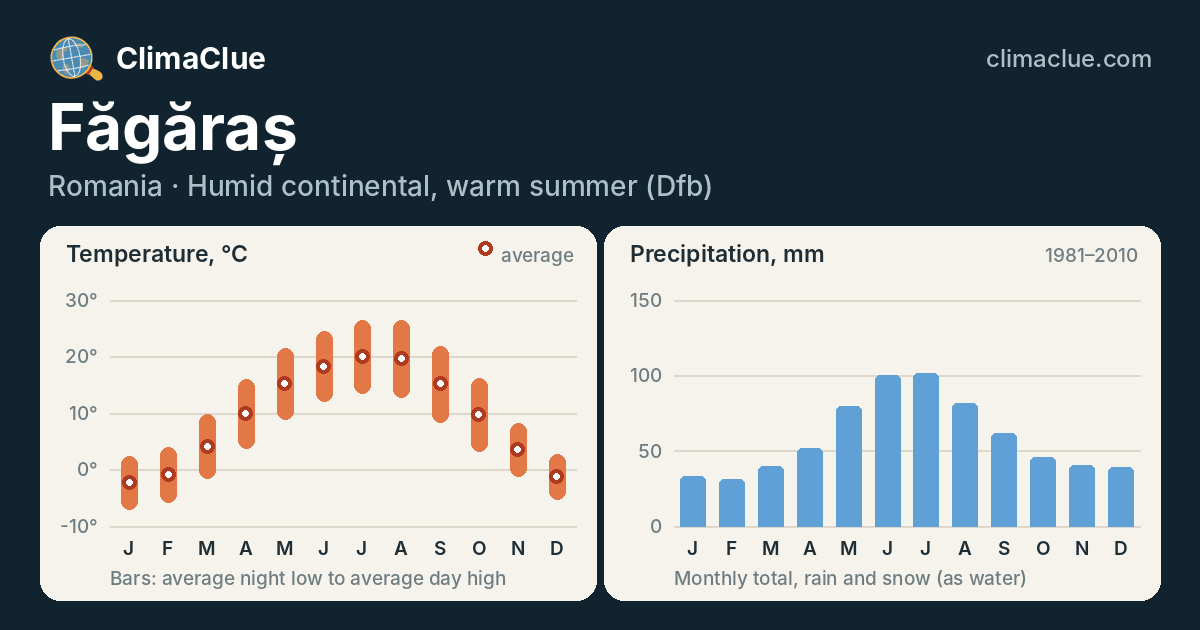 ClimaClue
climaclue.com
Făgăraș
Romania · Humid continental, warm summer (Dfb)
Temperature, °C
average
30°
20°
10°
0°
-10°
J F M A M J J A S O N D
Bars: average night low to average day high
Precipitation, mm
1981–2010
150
100
50
0
J F M A M J J A S O N D
Monthly total, rain and snow (as water)